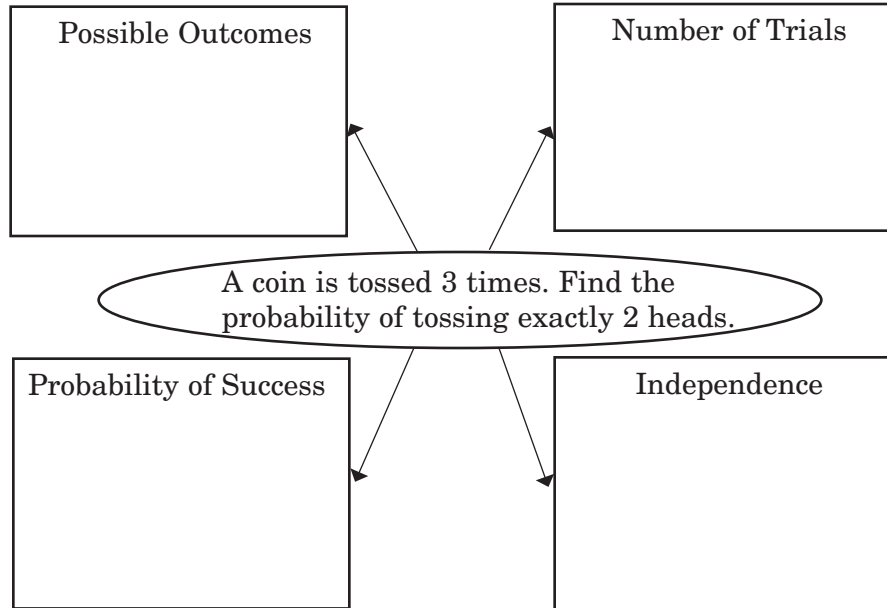 Possible Outcomes
Number of Trials
A coin is tossed 3 times. Find the
probability of tossing exactly 2 heads.
Probability of Success
Independence